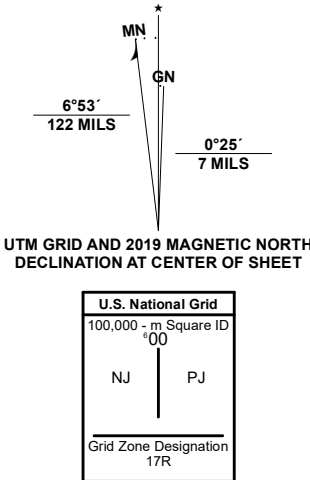 ★
MN
GN
6°53´
122 MILS
0°25´
7 MILS
UTM GRID AND 2019 MAGNETIC NORTH
DECLINATION AT CENTER OF SHEET
U.S. National Grid
100,000 - m Square ID
⁶00
NJ PJ
Grid Zone Designation
17R